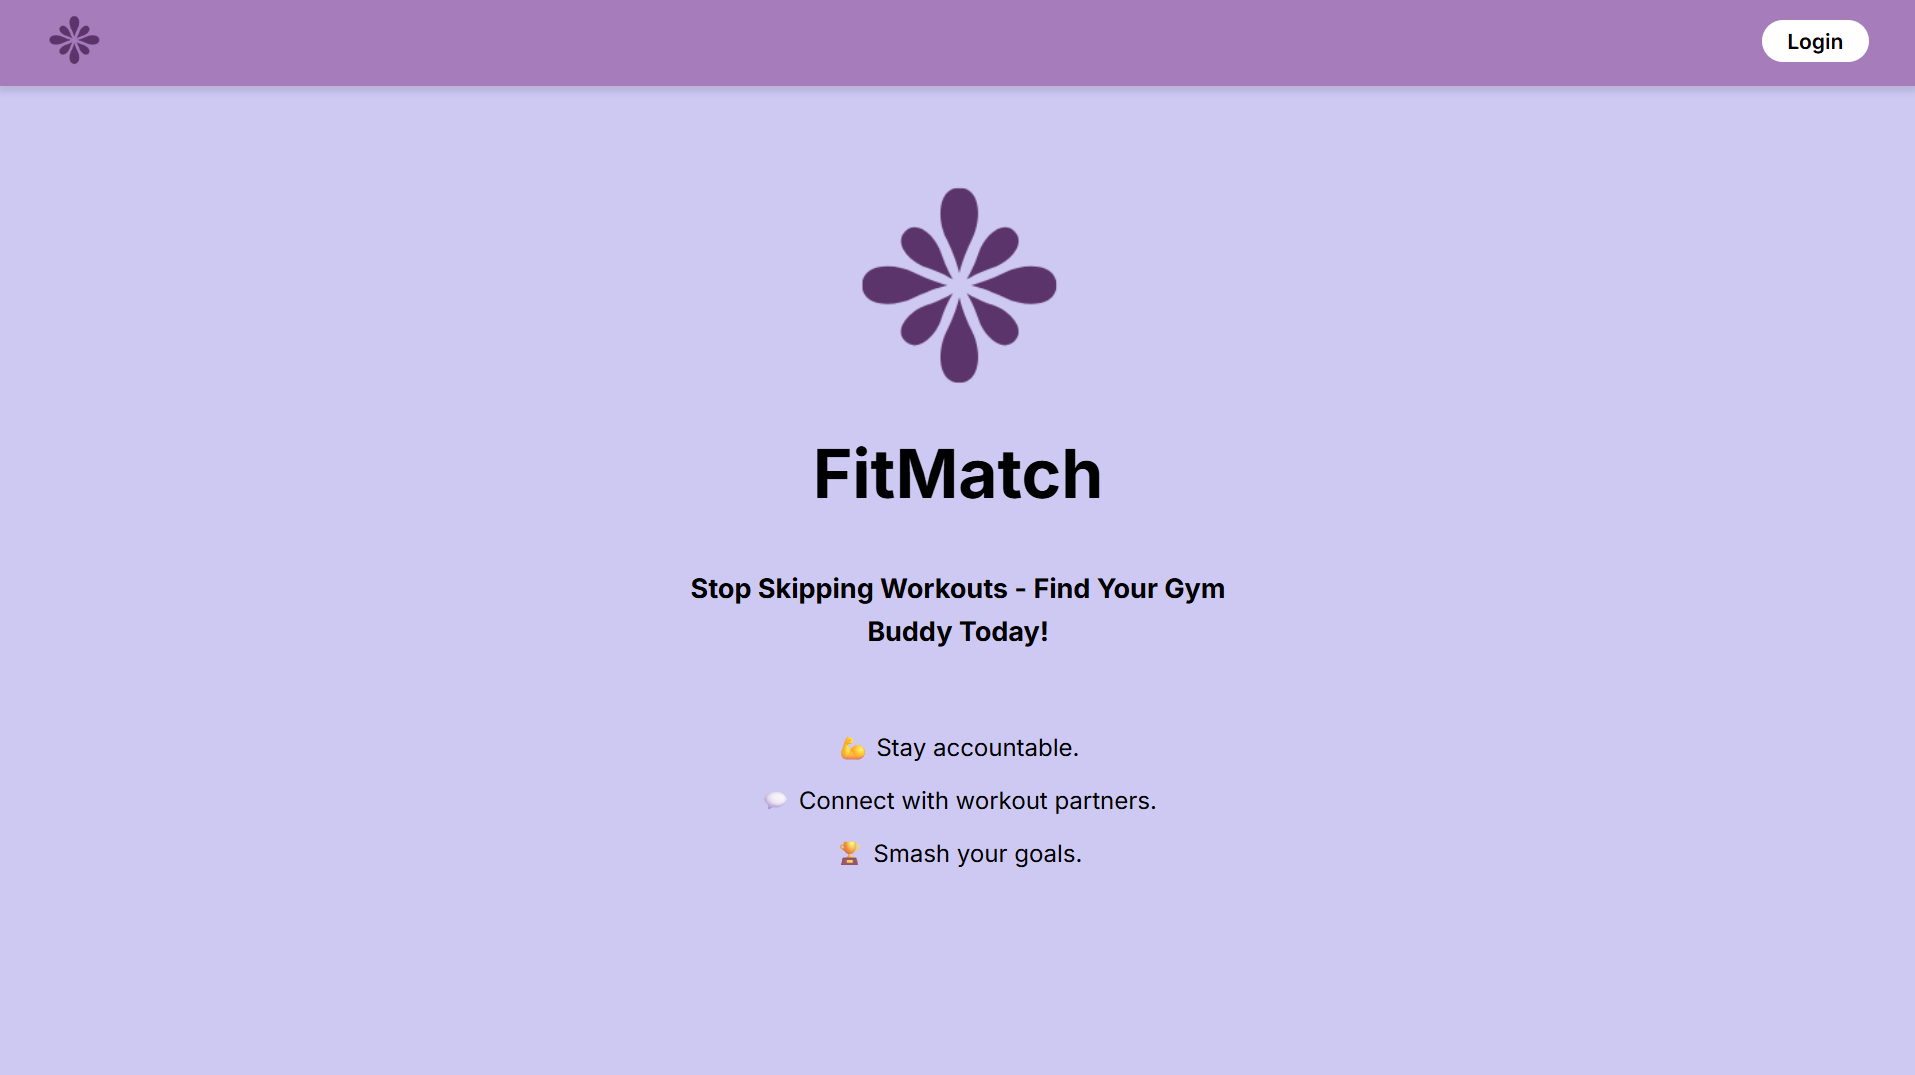 Login
FitMatch
Stop Skipping Workouts - Find Your Gym
Buddy Today!
💪 Stay accountable.
💬 Connect with workout partners.
🏆 Smash your goals.